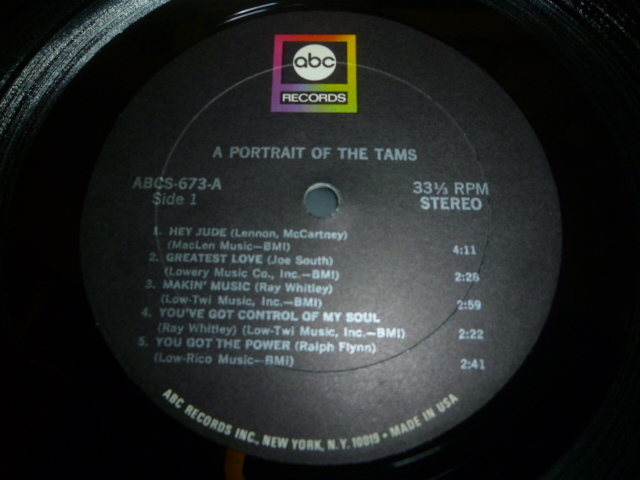 abc
RECORDS
A PORTRAIT OF THE TAMS
ABCS-673-A
Side 1
33⅓ RPM
STEREO
1. HEY JUDE (Lennon, McCartney)
(MacLen Music—BMI) 4:11
2. GREATEST LOVE (Joe South)
(Lowery Music Co., Inc.—BMI) 2:28
3. MAKIN' MUSIC (Ray Whitley)
(Low-Twi Music, Inc.—BMI) 2:59
4. YOU'VE GOT CONTROL OF MY SOUL
(Ray Whitley) (Low-Twi Music, Inc.—BMI) 2:22
5. YOU GOT THE POWER (Ralph Flynn)
(Low-Rico Music—BMI) 2:41
ABC RECORDS INC., NEW YORK, N.Y. 10019 • MADE IN USA